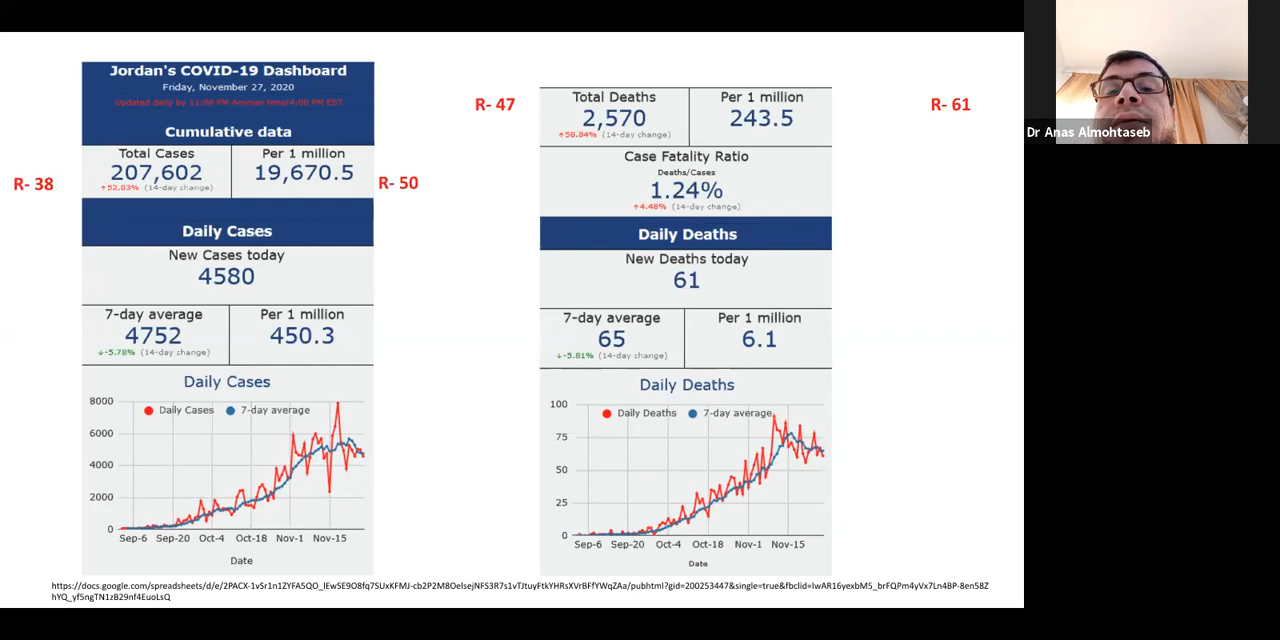 Jordan's COVID-19 Dashboard
Friday, November 27, 2020
Updated daily by 11:00 PM Amman time/4:00 PM EST
Cumulative data
Total Cases
207,602
↑52.03% (14-day change)
Per 1 million
19,670.5
R- 38
R- 50
Daily Cases
New Cases today
4580
7-day average
4752
↓-5.78% (14-day change)
Per 1 million
450.3
Daily Cases
Daily Cases 7-day average
8000
6000
4000
2000
0
Sep-6 Sep-20 Oct-4 Oct-18 Nov-1 Nov-15
Date
R- 47
Total Deaths
2,570
↑58.84% (14-day change)
Per 1 million
243.5
R- 61
Case Fatality Ratio
Deaths/Cases
1.24%
↑4.48% (14-day change)
Daily Deaths
New Deaths today
61
7-day average
65
↓-5.81% (14-day change)
Per 1 million
6.1
Daily Deaths
Daily Deaths 7-day average
100
75
50
25
0
Sep-6 Sep-20 Oct-4 Oct-18 Nov-1 Nov-15
Date
Dr Anas Almohtaseb